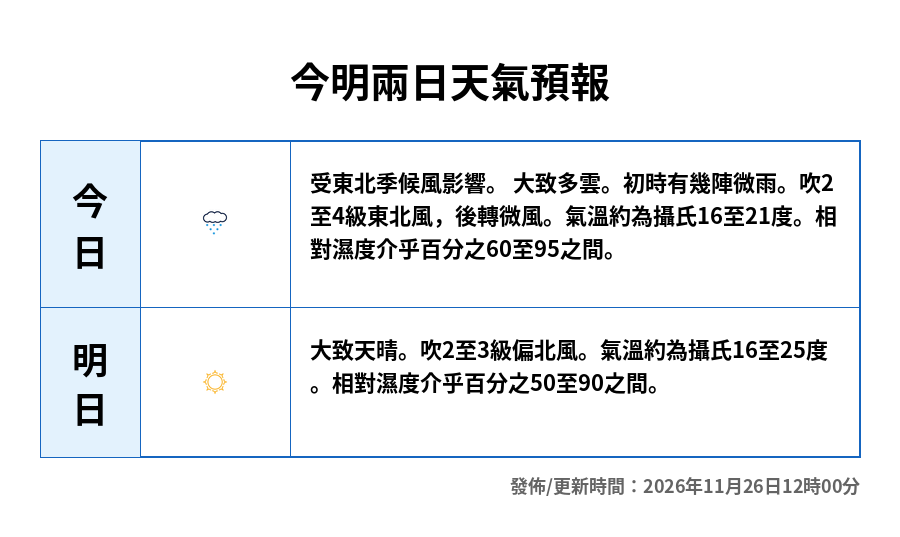 今明兩日天氣預報
今
日
受東北季候風影響。 大致多雲。初時有幾陣微雨。吹2
至4級東北風，後轉微風。氣溫約為攝氏16至21度。相
對濕度介乎百分之60至95之間。
明
日
大致天晴。吹2至3級偏北風。氣溫約為攝氏16至25度
。相對濕度介乎百分之50至90之間。
發佈/更新時間：2026年11月26日12時00分